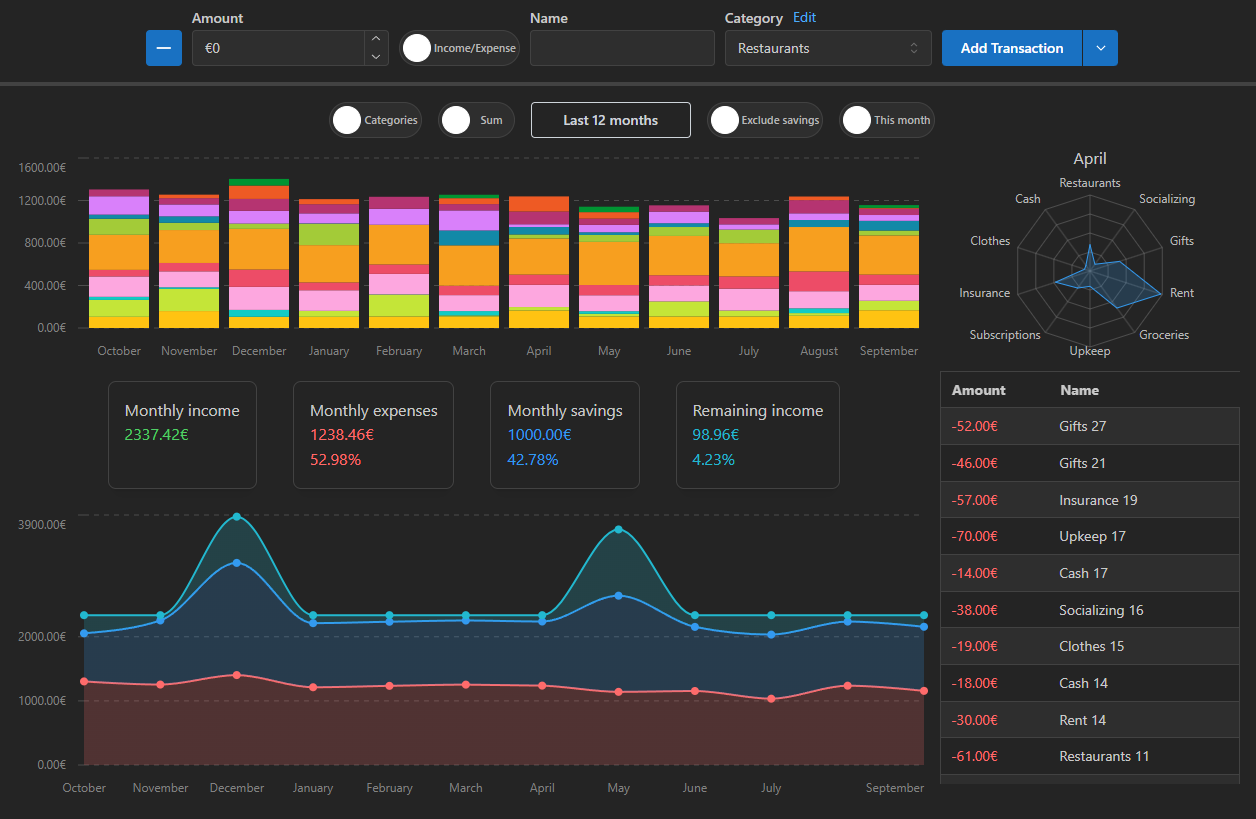 Amount
Name
Category Edit
€0
Income/Expense
Restaurants
Add Transaction
Categories
Sum
Last 12 months
Exclude savings
This month
1600.00€
1200.00€
800.00€
400.00€
0.00€
October November December January February March April May June July August September
April
Restaurants
Socializing
Gifts
Rent
Groceries
Upkeep
Subscriptions
Insurance
Clothes
Cash
Monthly income
2337.42€
Monthly expenses
1238.46€
52.98%
Monthly savings
1000.00€
42.78%
Remaining income
98.96€
4.23%
Amount Name
-52.00€ Gifts 27
-46.00€ Gifts 21
-57.00€ Insurance 19
-70.00€ Upkeep 17
-14.00€ Cash 17
-38.00€ Socializing 16
-19.00€ Clothes 15
-18.00€ Cash 14
-30.00€ Rent 14
-61.00€ Restaurants 11
3900.00€
2000.00€
1000.00€
0.00€
October November December January February March April May June July September